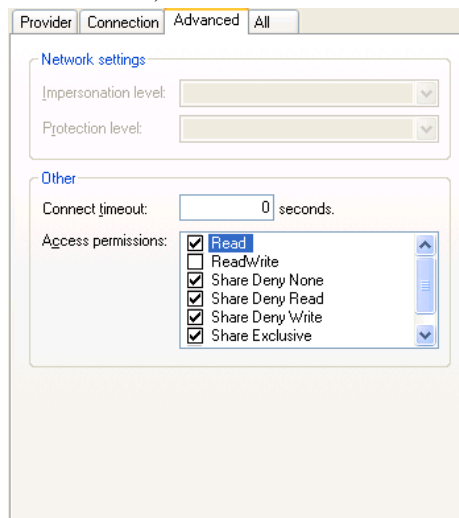 Provider Connection Advanced All
Network settings
Impersonation level:
Protection level:
Other
Connect timeout: 0 seconds.
Access permissions: Read
ReadWrite
Share Deny None
Share Deny Read
Share Deny Write
Share Exclusive